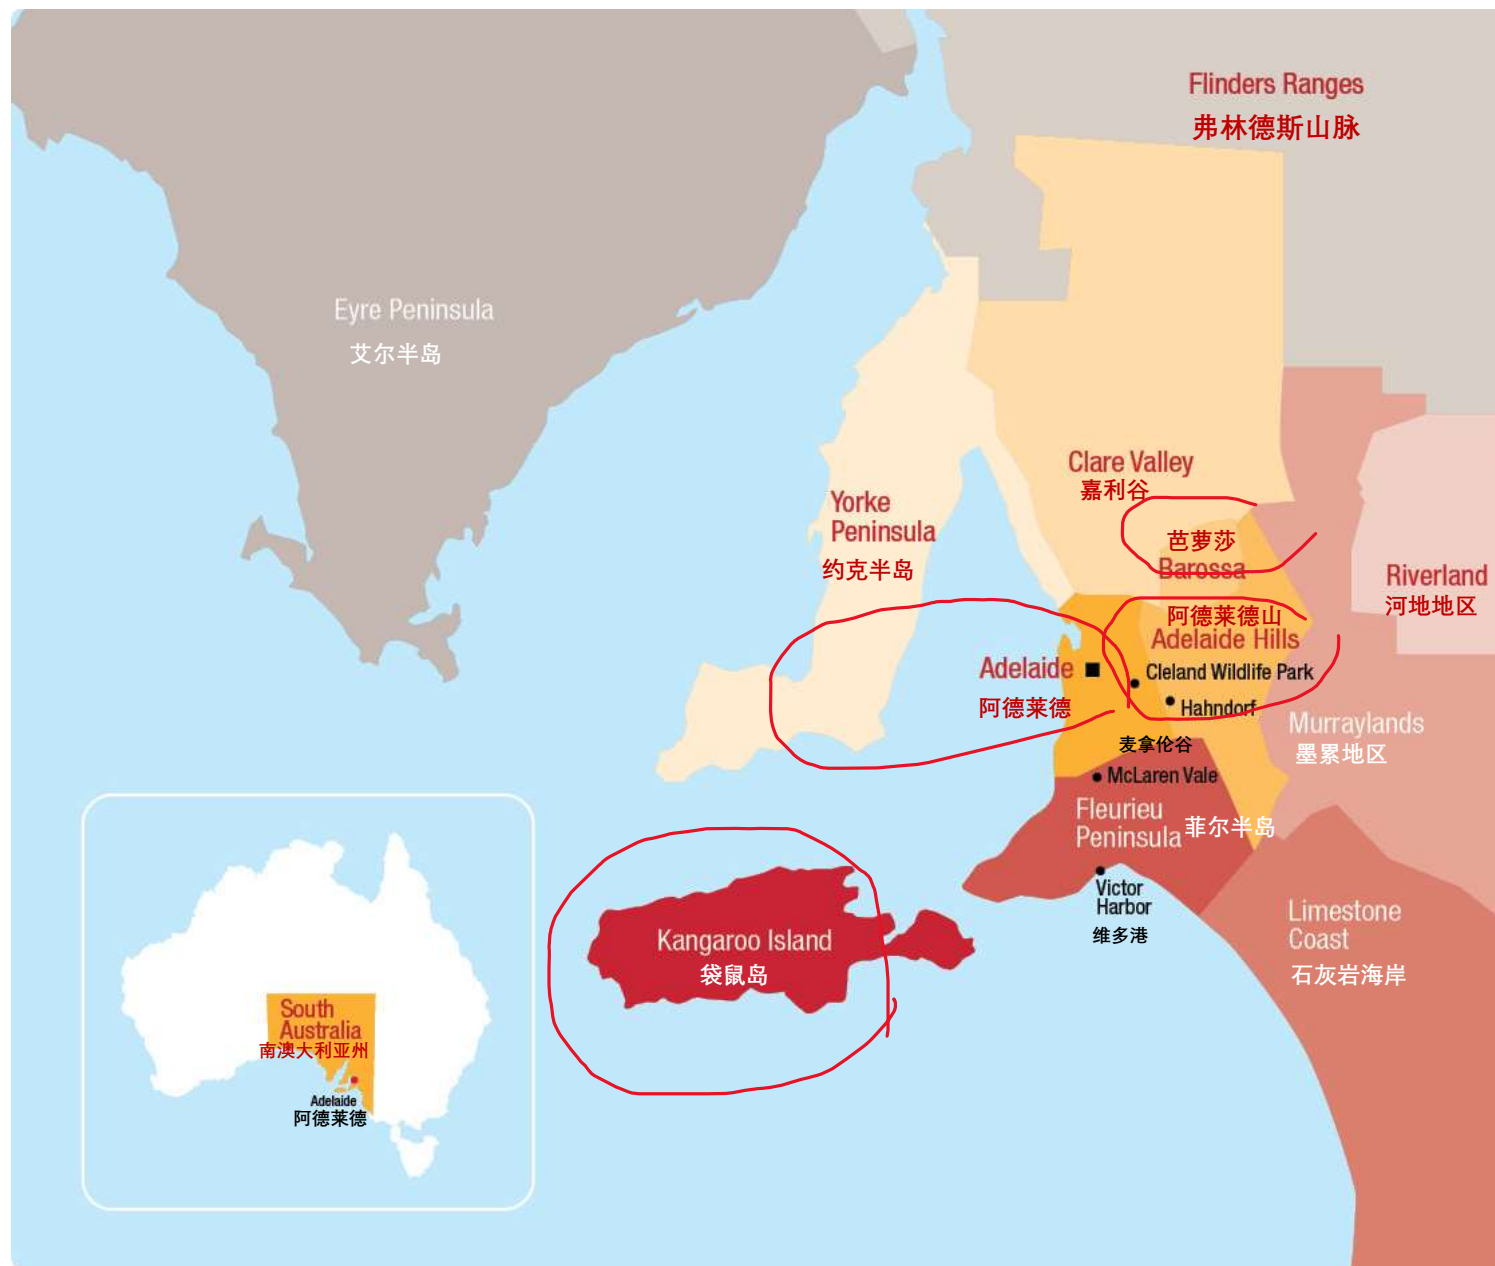 Flinders Ranges
弗林德斯山脉
Eyre Peninsula
艾尔半岛
Clare Valley
嘉利谷
Yorke
Peninsula
约克半岛
芭萝莎
Barossa
Riverland
河地地区
阿德莱德山
Adelaide Hills
Adelaide
阿德莱德
Cleland Wildlife Park
Hahndorf
Murraylands
墨累地区
麦拿伦谷
McLaren Vale
Fleurieu
Peninsula
菲尔半岛
Victor
Harbor
维多港
Kangaroo Island
袋鼠岛
Limestone
Coast
石灰岩海岸
South
Australia
南澳大利亚州
Adelaide
阿德莱德